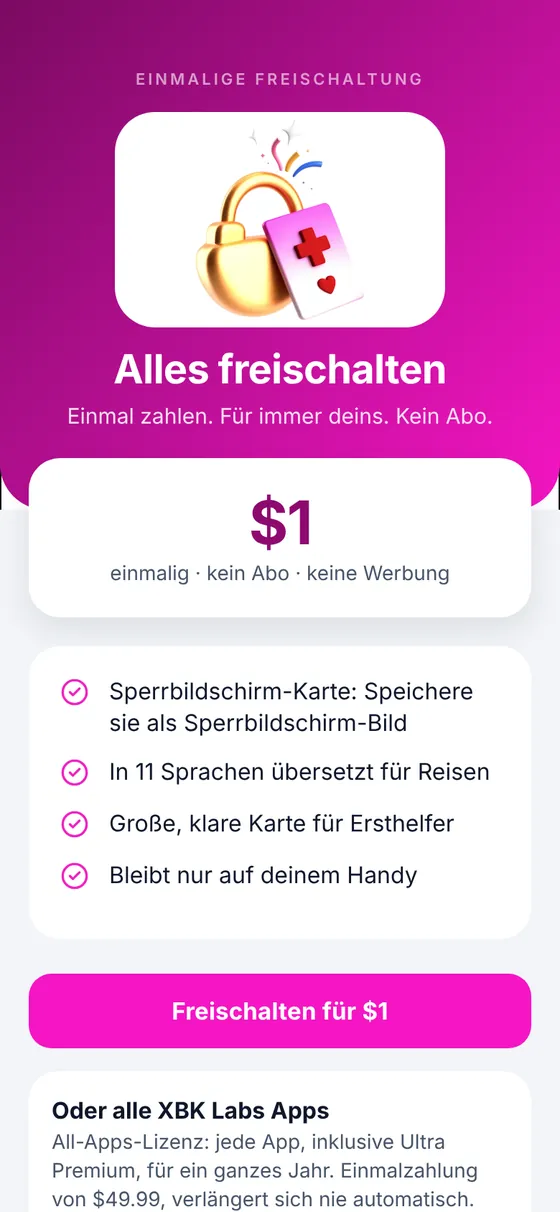 EINMALIGE FREISCHALTUNG
Alles freischalten
Einmal zahlen. Für immer deins. Kein Abo.
$1
einmalig · kein Abo · keine Werbung
Sperrbildschirm-Karte: Speichere
sie als Sperrbildschirm-Bild
In 11 Sprachen übersetzt für Reisen
Große, klare Karte für Ersthelfer
Bleibt nur auf deinem Handy
Freischalten für $1
Oder alle XBK Labs Apps
All-Apps-Lizenz: jede App, inklusive Ultra
Premium, für ein ganzes Jahr. Einmalzahlung
von $49.99, verlängert sich nie automatisch.